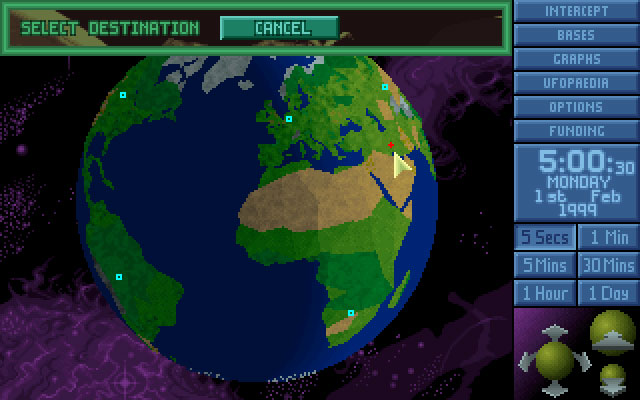 SELECT DESTINATION CANCEL
INTERCEPT
BASES
GRAPHS
UFOPAEDIA
OPTIONS
FUNDING
5:00:30
MONDAY
1st Feb
1999
5 Secs 1 Min
5 Mins 30 Mins
1 Hour 1 Day